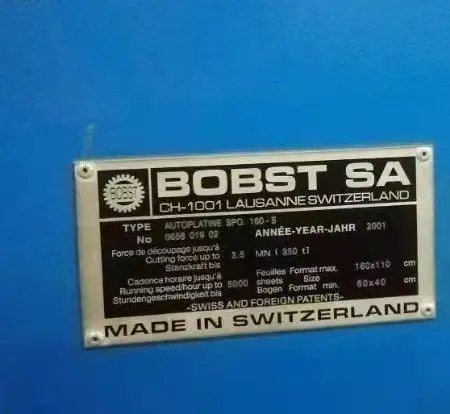 BOBST
BOBST SA
CH-1001 LAUSANNE SWITZERLAND
TYPE AUTOPLATINE SPO. 160-S
No 0656 019 02 ANNÉE-YEAR-JAHR 2001
Force de découpage jusqu'à
Cutting force up to 3.5 MN ( 350 t)
Stanzkraft bis
Cadence horaire jusqu'à Feuilles Format max. 160x110 cm
Running speed/hour up to 5000 sheets Size
Stundengeschwindigkeit bis Bogen Format min. 60x40 cm
-SWISS AND FOREIGN PATENTS-
MADE IN SWITZERLAND